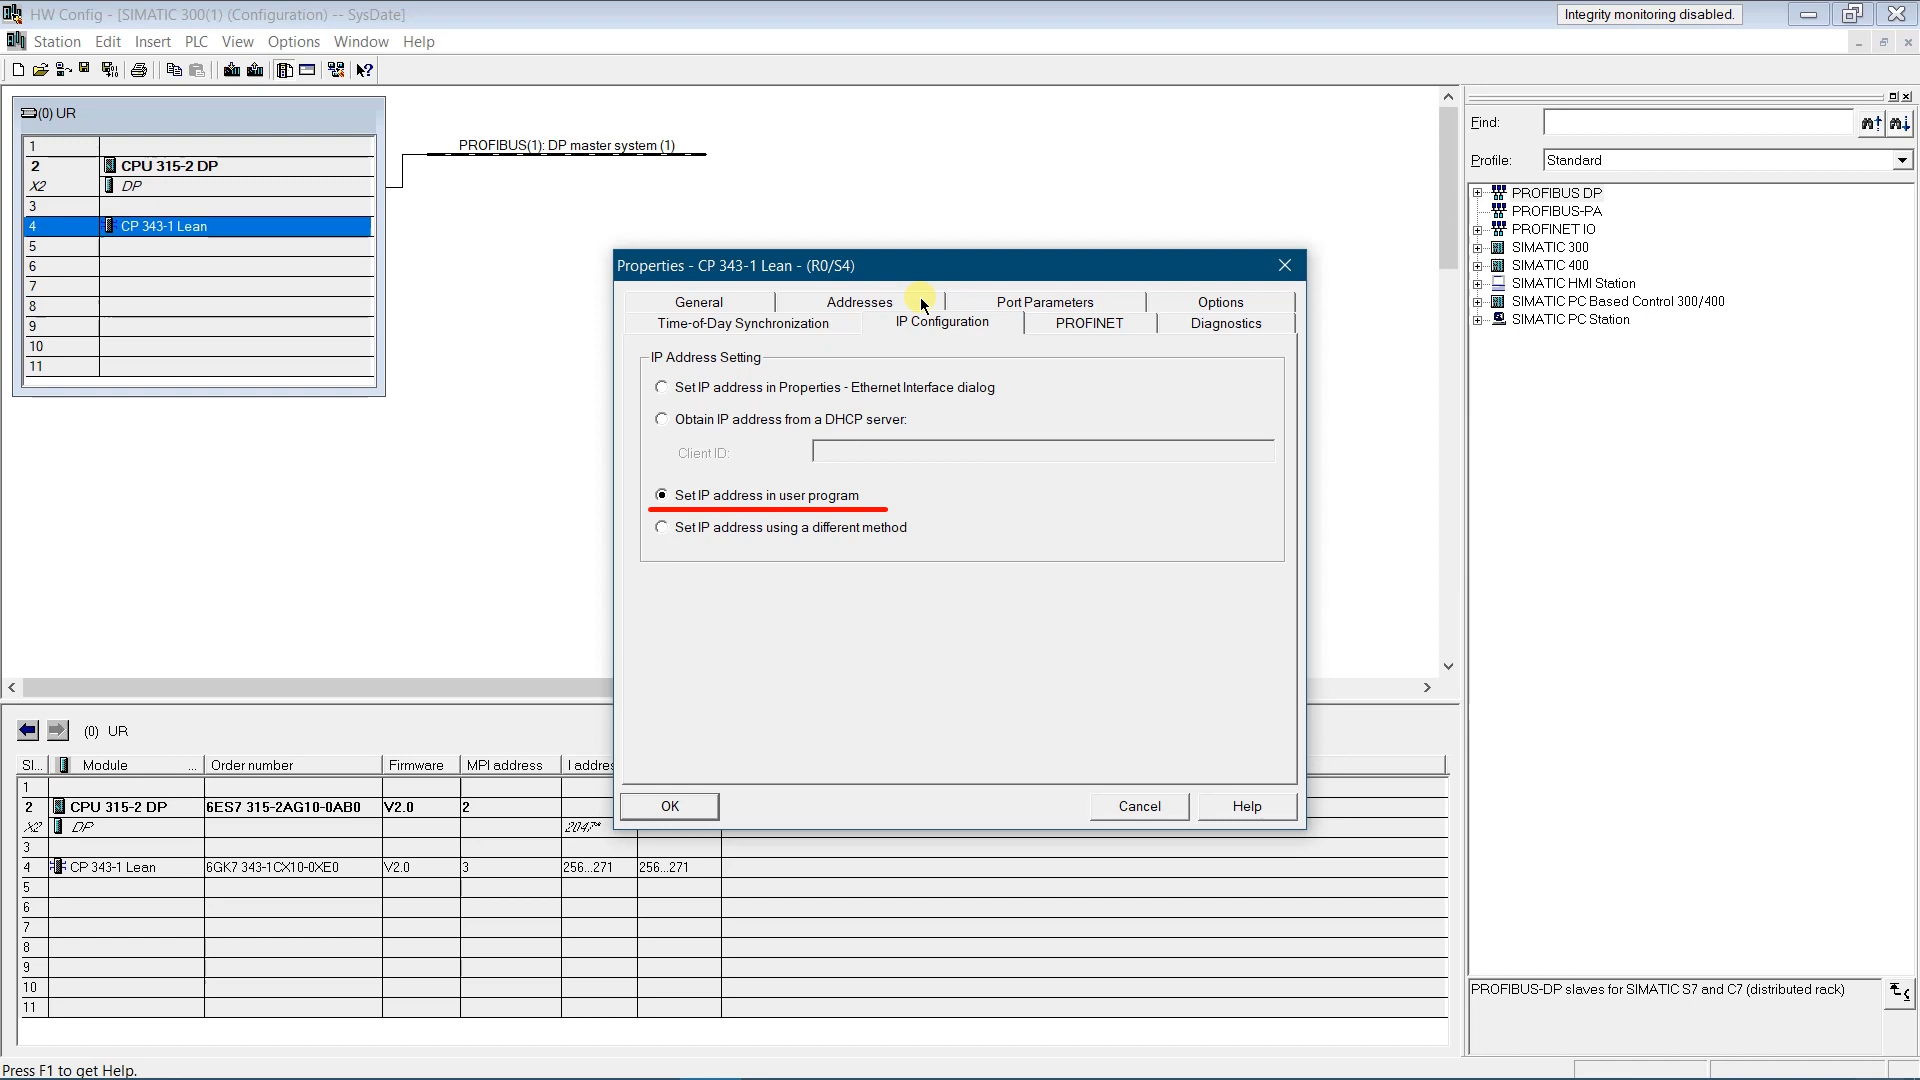 HW Config - [SIMATIC 300(1) (Configuration) -- SysDate]
Integrity monitoring disabled.
Station Edit Insert PLC View Options Window Help
(0) UR
1
2 CPU 315-2 DP
X2 DP
3
4 CP 343-1 Lean
5
6
7
8
9
10
11
PROFIBUS(1): DP master system (1)
Properties - CP 343-1 Lean - (R0/S4)
General Addresses Port Parameters Options
Time-of-Day Synchronization IP Configuration PROFINET Diagnostics
IP Address Setting
Set IP address in Properties - Ethernet Interface dialog
Obtain IP address from a DHCP server:
Client ID:
Set IP address in user program
Set IP address using a different method
OK Cancel Help
Find:
Profile: Standard
PROFIBUS DP
PROFIBUS-PA
PROFINET IO
SIMATIC 300
SIMATIC 400
SIMATIC HMI Station
SIMATIC PC Based Control 300/400
SIMATIC PC Station
PROFIBUS-DP slaves for SIMATIC S7 and C7 (distributed rack)
(0) UR
Sl... Module ... Order number Firmware MPI address I addre
1
2 CPU 315-2 DP 6ES7 315-2AG10-0AB0 V2.0 2
X2 DP 2047*
3
4 CP 343-1 Lean 6GK7 343-1CX10-0XE0 V2.0 3 256...271 256...271
5
6
7
8
9
10
11
Press F1 to get Help.